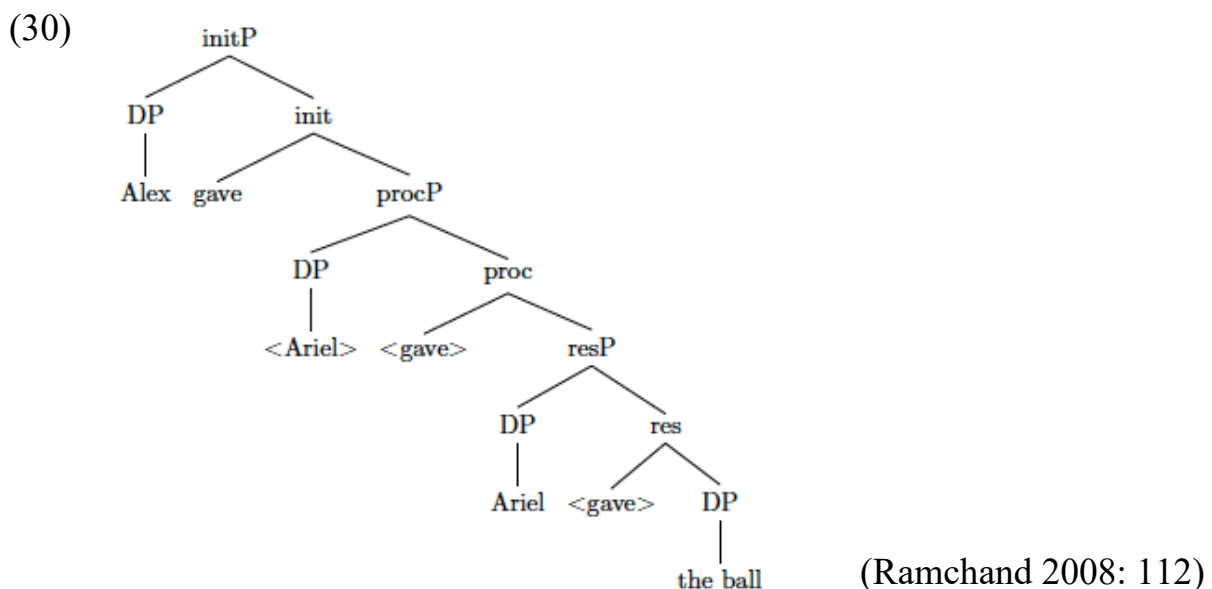 (30)
initP
DP init
Alex gave procP
DP proc
<Ariel> <gave> resP
DP res
Ariel <gave> DP
the ball (Ramchand 2008: 112)